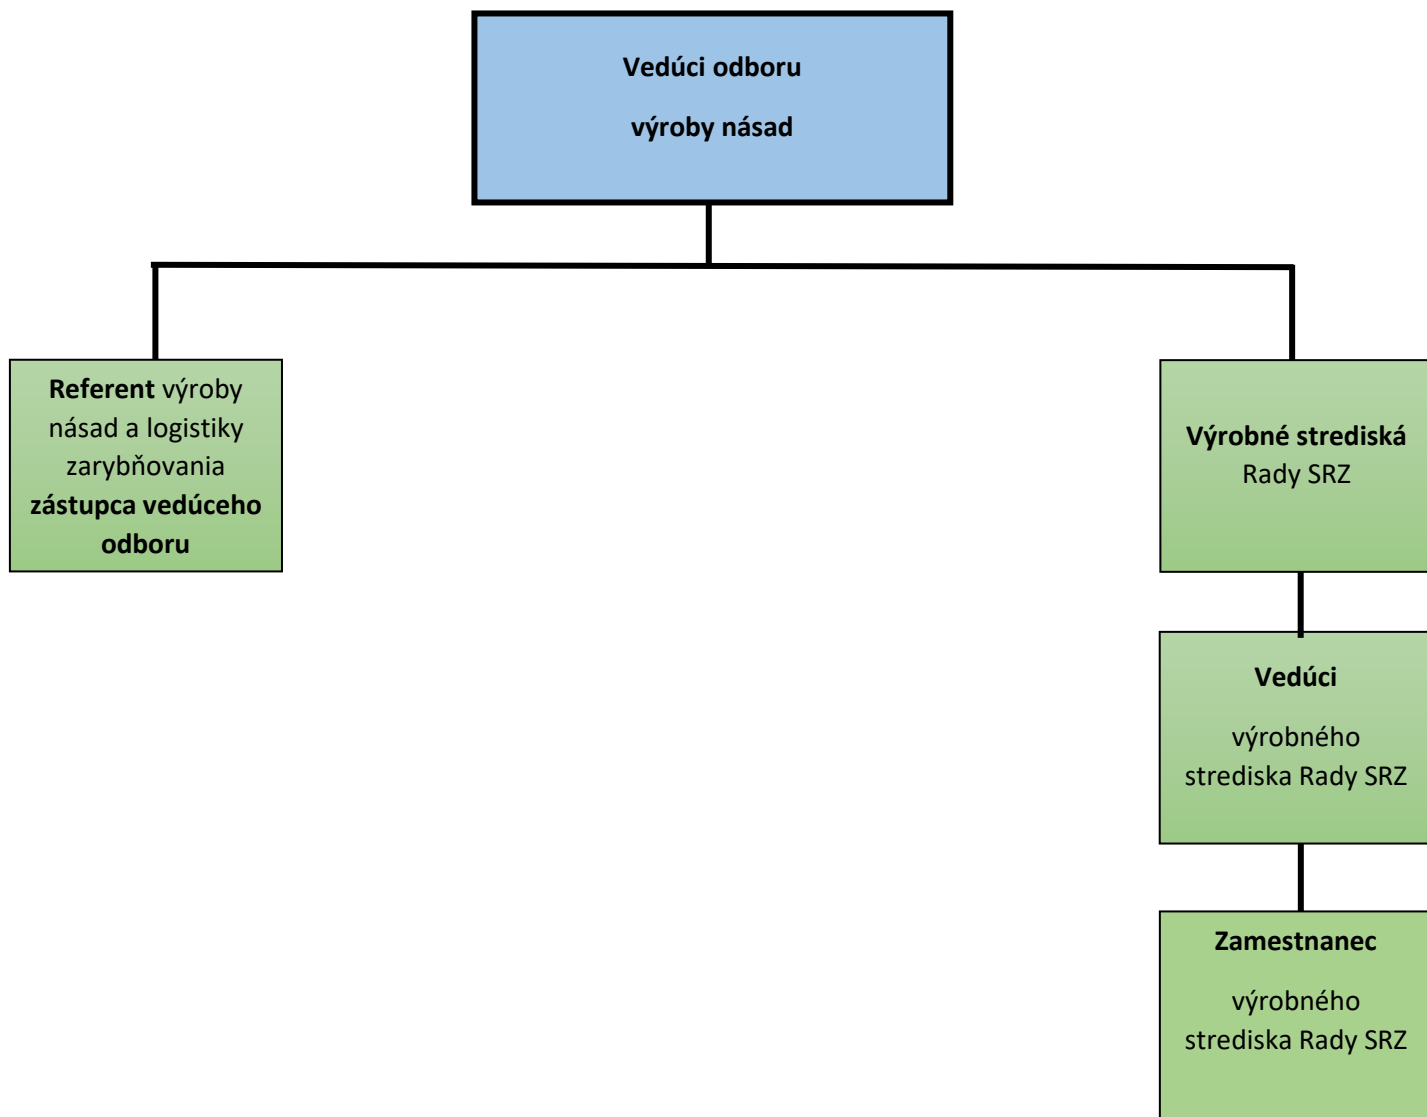 Vedúci odboru
výroby násad
Referent výroby
násad a logistiky
zarybňovania
zástupca vedúceho
odboru
Výrobné strediská
Rady SRZ
Vedúci
výrobného
strediska Rady SRZ
Zamestnanec
výrobného
strediska Rady SRZ